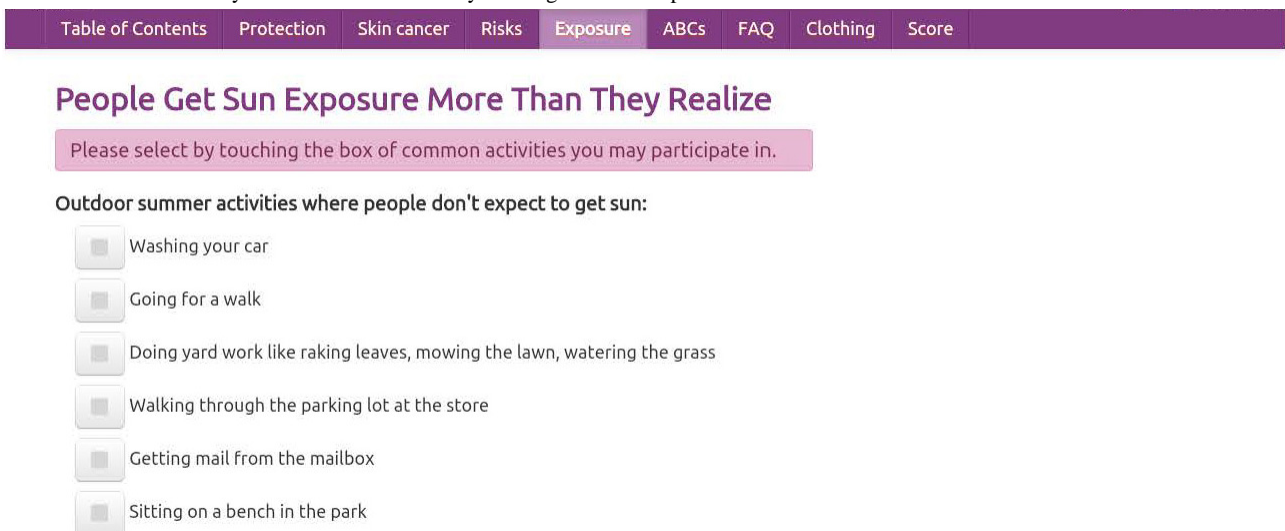 Table of Contents Protection Skin cancer Risks Exposure ABCs FAQ Clothing Score
People Get Sun Exposure More Than They Realize
Please select by touching the box of common activities you may participate in.
Outdoor summer activities where people don't expect to get sun:
Washing your car
Going for a walk
Doing yard work like raking leaves, mowing the lawn, watering the grass
Walking through the parking lot at the store
Getting mail from the mailbox
Sitting on a bench in the park